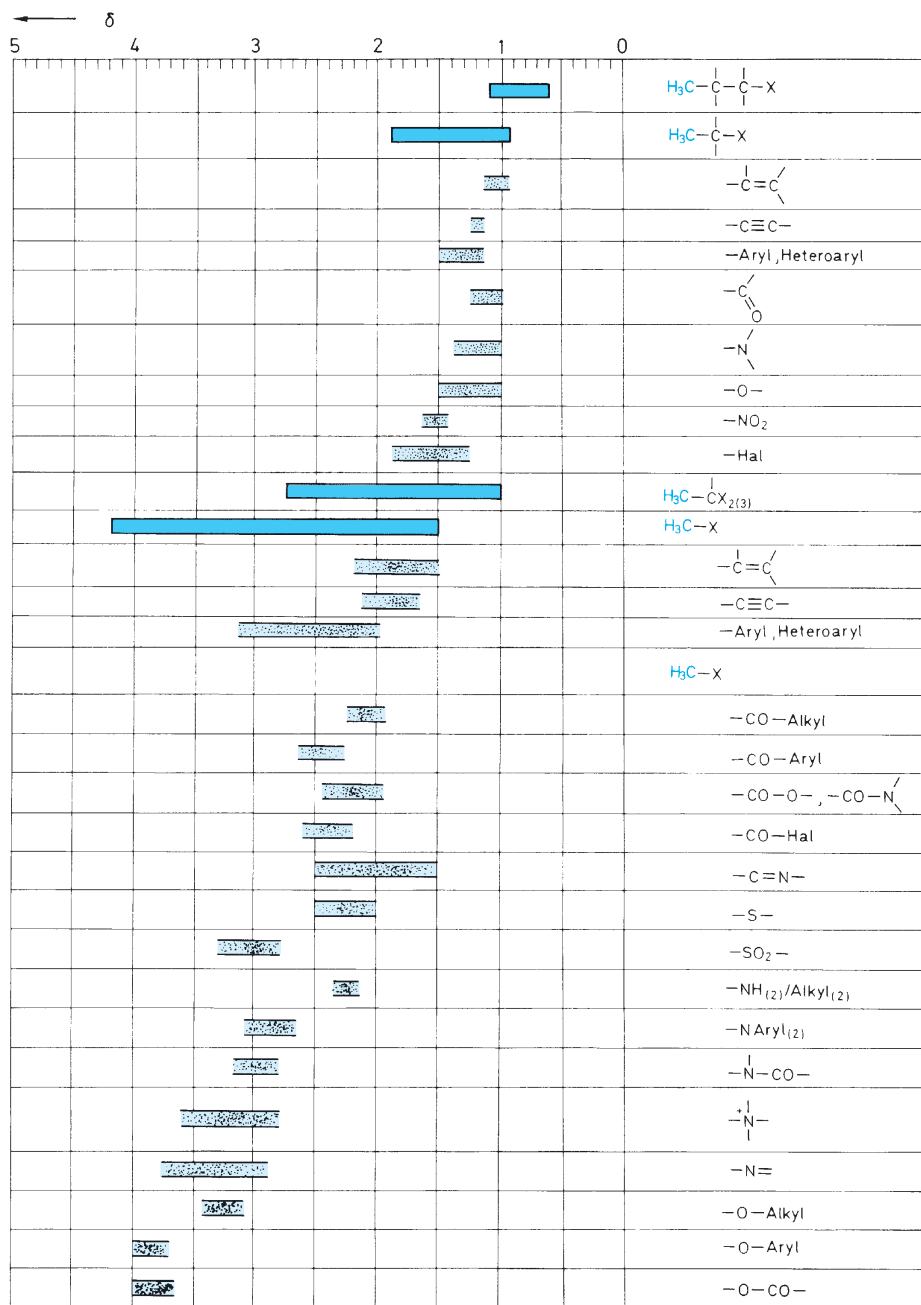 δ
5 4 3 2 1 0
H₃C–C–C–X
H₃C–C–X
–C=C
–C≡C–
–Aryl, Heteroaryl
–C
O
–N
–O–
–NO₂
–Hal
H₃C–CX₂₍₃₎
H₃C–X
–C=C
–C≡C–
–Aryl, Heteroaryl
H₃C–X
–CO–Alkyl
–CO–Aryl
–CO–O–, –CO–N
–CO–Hal
–C=N–
–S–
–SO₂–
–NH₍₂₎/Alkyl₍₂₎
–NAryl₍₂₎
–N–CO–
–N⁺–
–N=
–O–Alkyl
–O–Aryl
–O–CO–